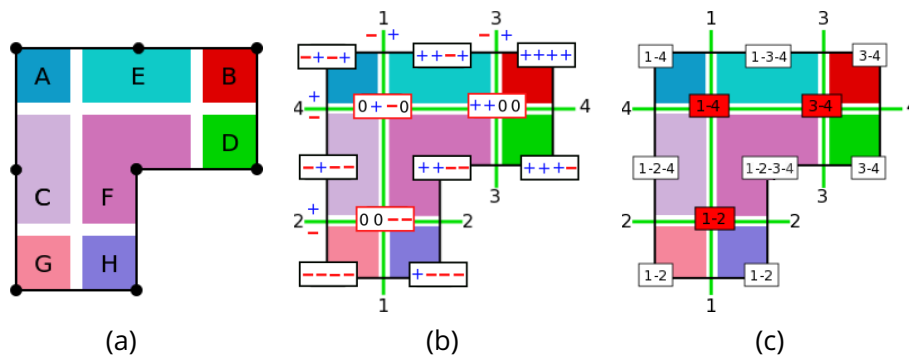 1 3 1 3
− + − +
A E B −+−+ ++−+ ++++ 1-4 1-3-4 3-4
+
4 0+−0 ++00 4 4 1-4 3-4
−
D
C F −+−− ++−− +++− 1-2-4 1-2-3-4 3-4
3 3
+
2 00−− 2 2 1-2 2
−
G H −−−− +−−− 1-2 1-2
1 1
(a) (b) (c)